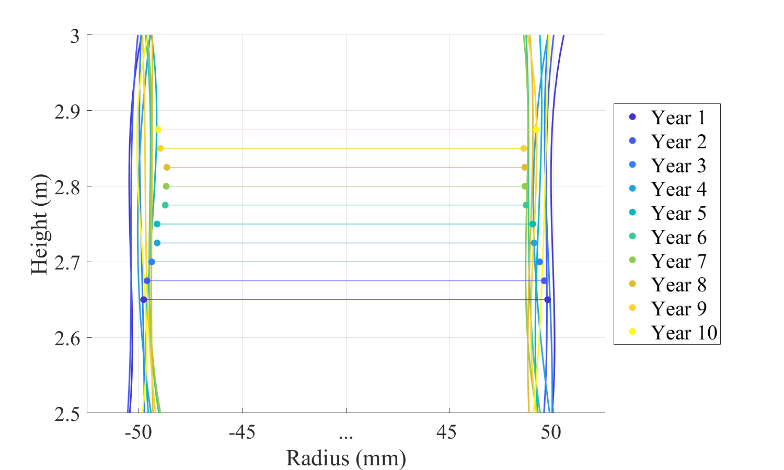 3
2.9
2.8
2.7
2.6
2.5
Height (m)
-50 -45 ... 45 50
Radius (mm)
Year 1
Year 2
Year 3
Year 4
Year 5
Year 6
Year 7
Year 8
Year 9
Year 10